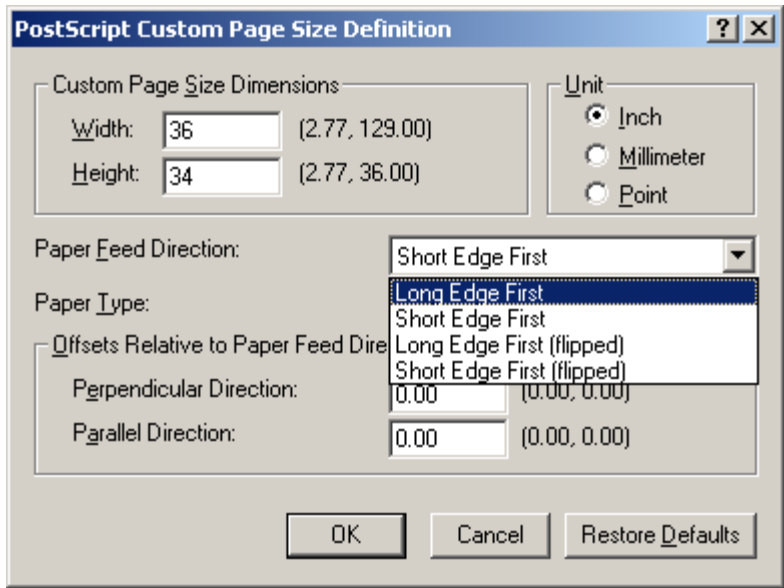 PostScript Custom Page Size Definition
Custom Page Size Dimensions
Unit
Width: 36 (2.77, 129.00)
Inch
Height: 34 (2.77, 36.00)
Millimeter
Point
Paper Feed Direction: Short Edge First
Long Edge First
Paper Type:
Short Edge First
Offsets Relative to Paper Feed Dire
Long Edge First (flipped)
Short Edge First (flipped)
Perpendicular Direction: 0.00 (0.00, 0.00)
Parallel Direction: 0.00 (0.00, 0.00)
OK Cancel Restore Defaults